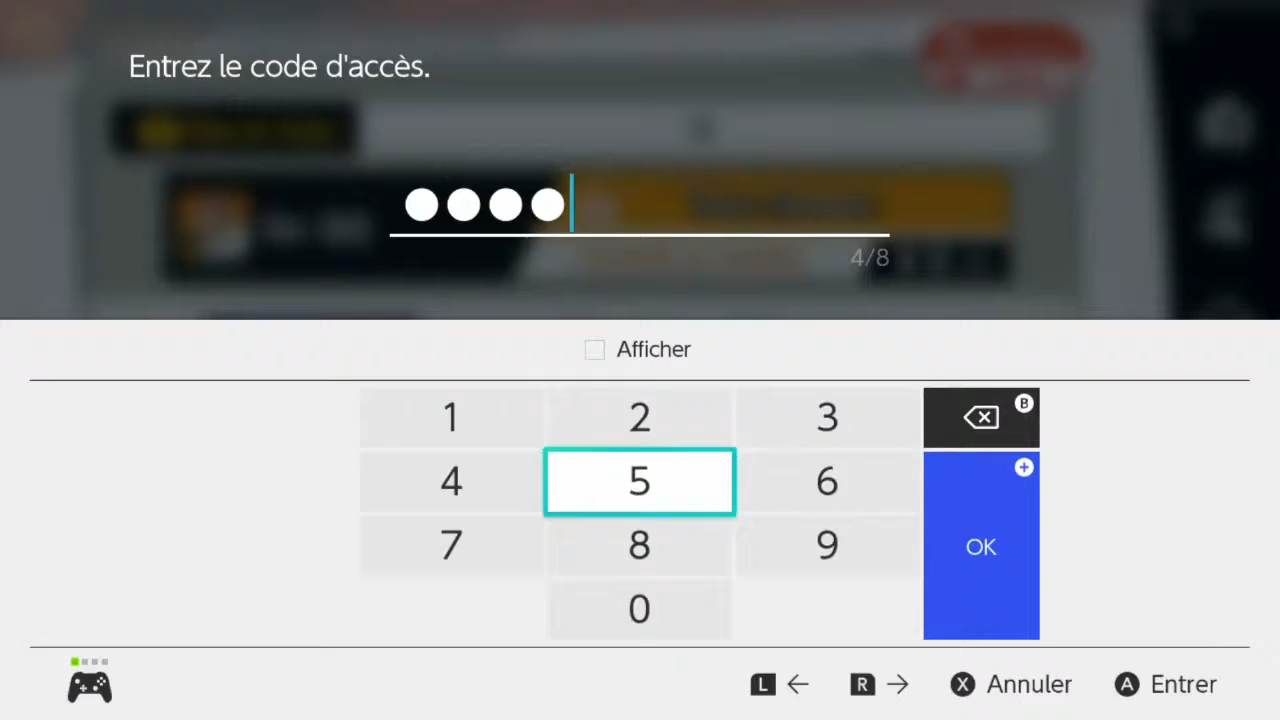 Entrez le code d'accès.
4/8
Afficher
1 2 3
B
4 5 6
+
7 8 9
OK
0
L ← R → X Annuler A Entrer